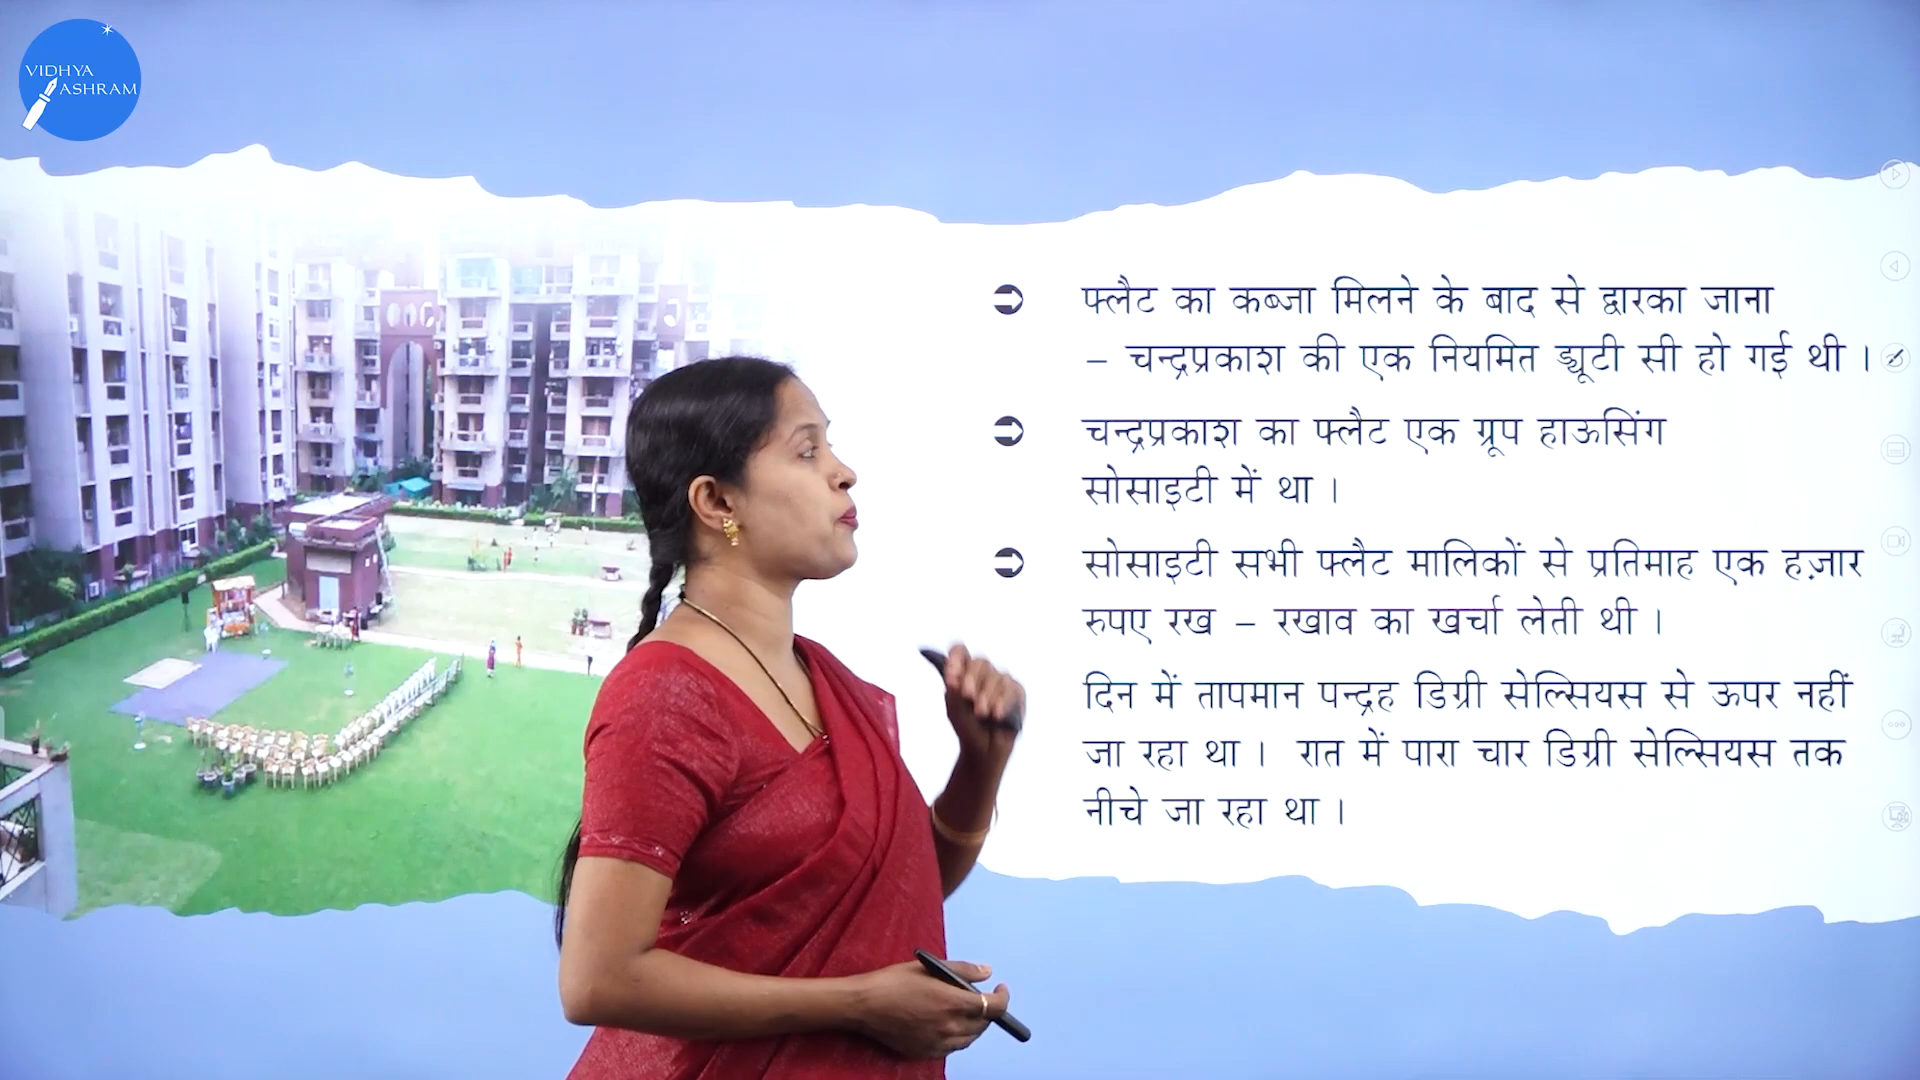 VIDHYA
ASHRAM
फ्लैट का कब्जा मिलने के बाद से द्वारका जाना
– चन्द्रप्रकाश की एक नियमित ड्यूटी सी हो गई थी ।
चन्द्रप्रकाश का फ्लैट एक ग्रूप हाऊसिंग
सोसाइटी में था ।
सोसाइटी सभी फ्लैट मालिकों से प्रतिमाह एक हज़ार
रुपए रख – रखाव का खर्चा लेती थी ।
दिन में तापमान पन्द्रह डिग्री सेल्सियस से ऊपर नहीं
जा रहा था । रात में पारा चार डिग्री सेल्सियस तक
नीचे जा रहा था ।